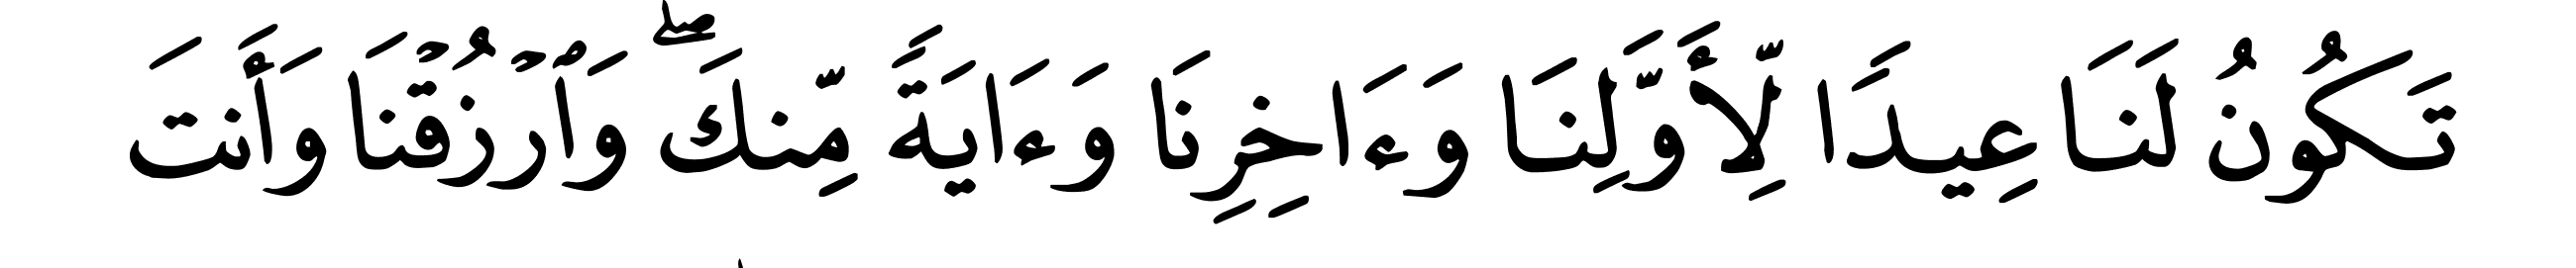 تَكُونُ لَنَا عِيدًا لِّأَوَّلِنَا وَءَاخِرِنَا وَءَايَةً مِّنكَۖ وَٱرۡزُقۡنَا وَأَنتَ